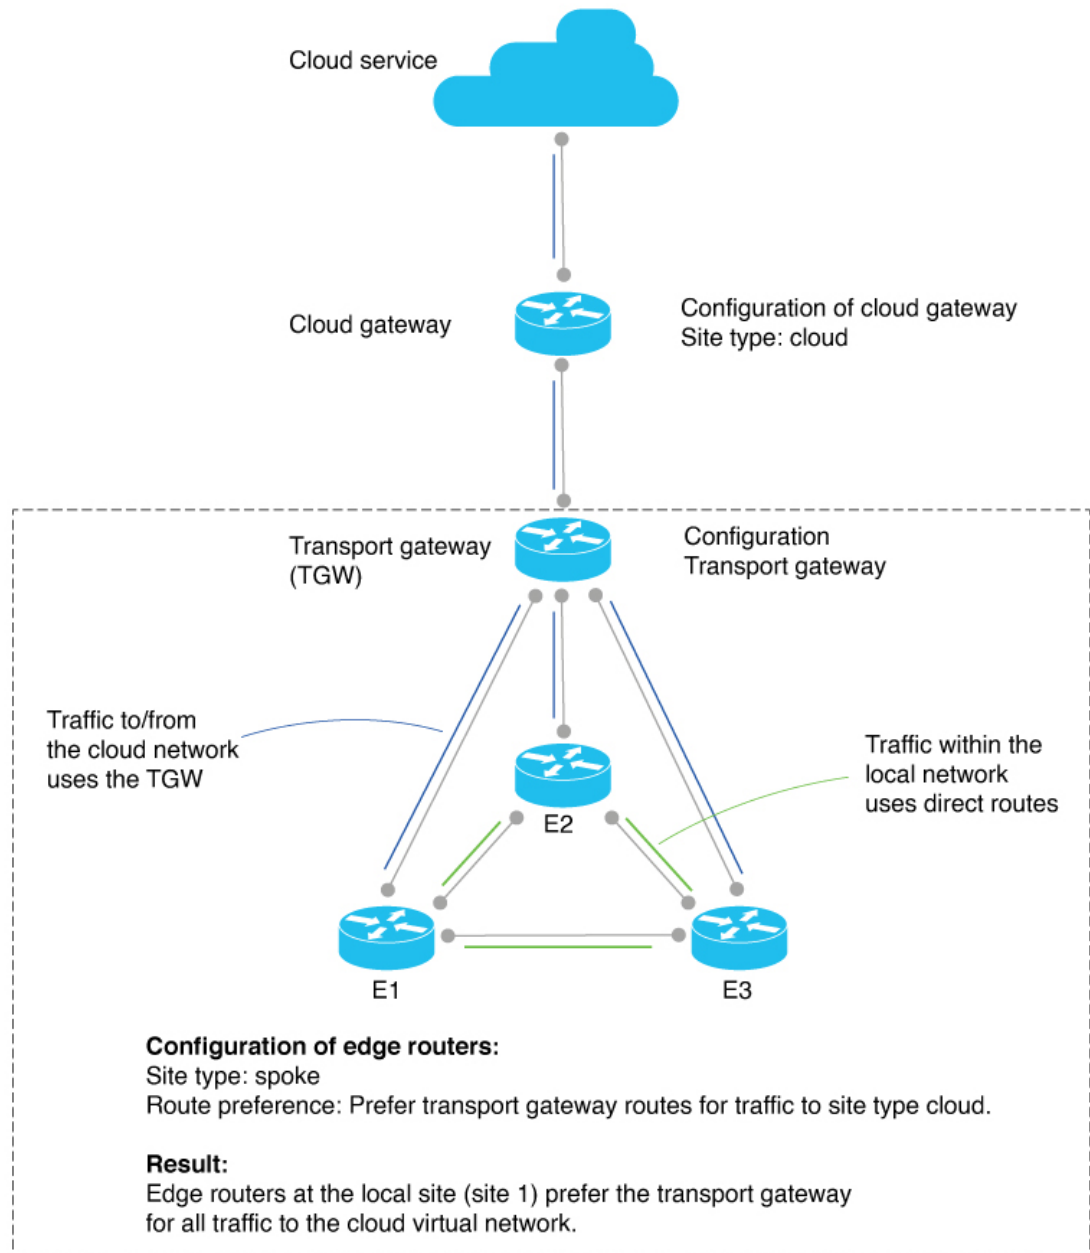 Cloud service
Cloud gateway
Configuration of cloud gateway
Site type: cloud
Transport gateway
(TGW)
Configuration
Transport gateway
Traffic to/from
the cloud network
uses the TGW
Traffic within the
local network
uses direct routes
E2
E1
E3
Configuration of edge routers:
Site type: spoke
Route preference: Prefer transport gateway routes for traffic to site type cloud.
Result:
Edge routers at the local site (site 1) prefer the transport gateway
for all traffic to the cloud virtual network.